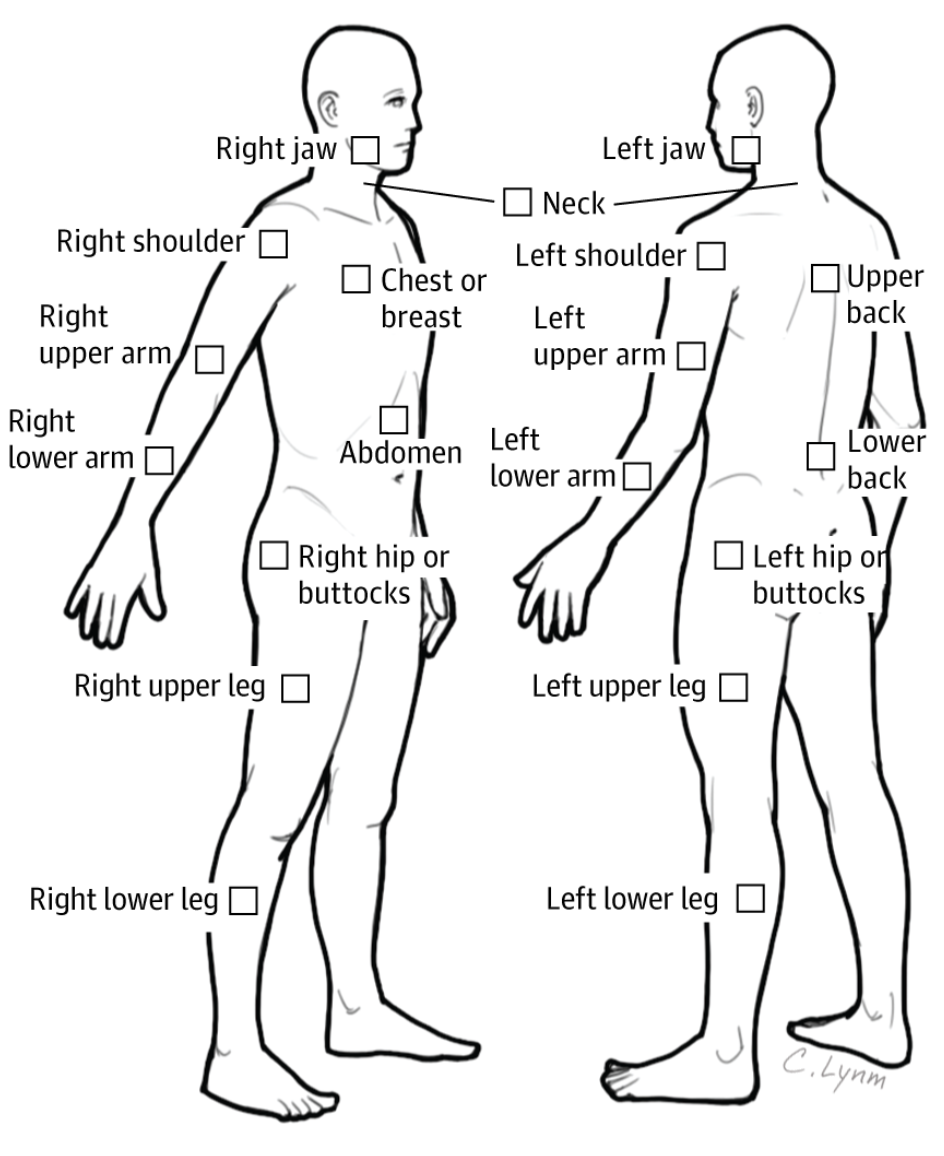 Right jaw
Left jaw
Neck
Right shoulder
Left shoulder
Chest or
breast
Upper
back
Right
upper arm
Left
upper arm
Right
lower arm
Abdomen
Left
lower arm
Lower
back
Right hip or
buttocks
Left hip or
buttocks
Right upper leg
Left upper leg
Right lower leg
Left lower leg
C. Lynm